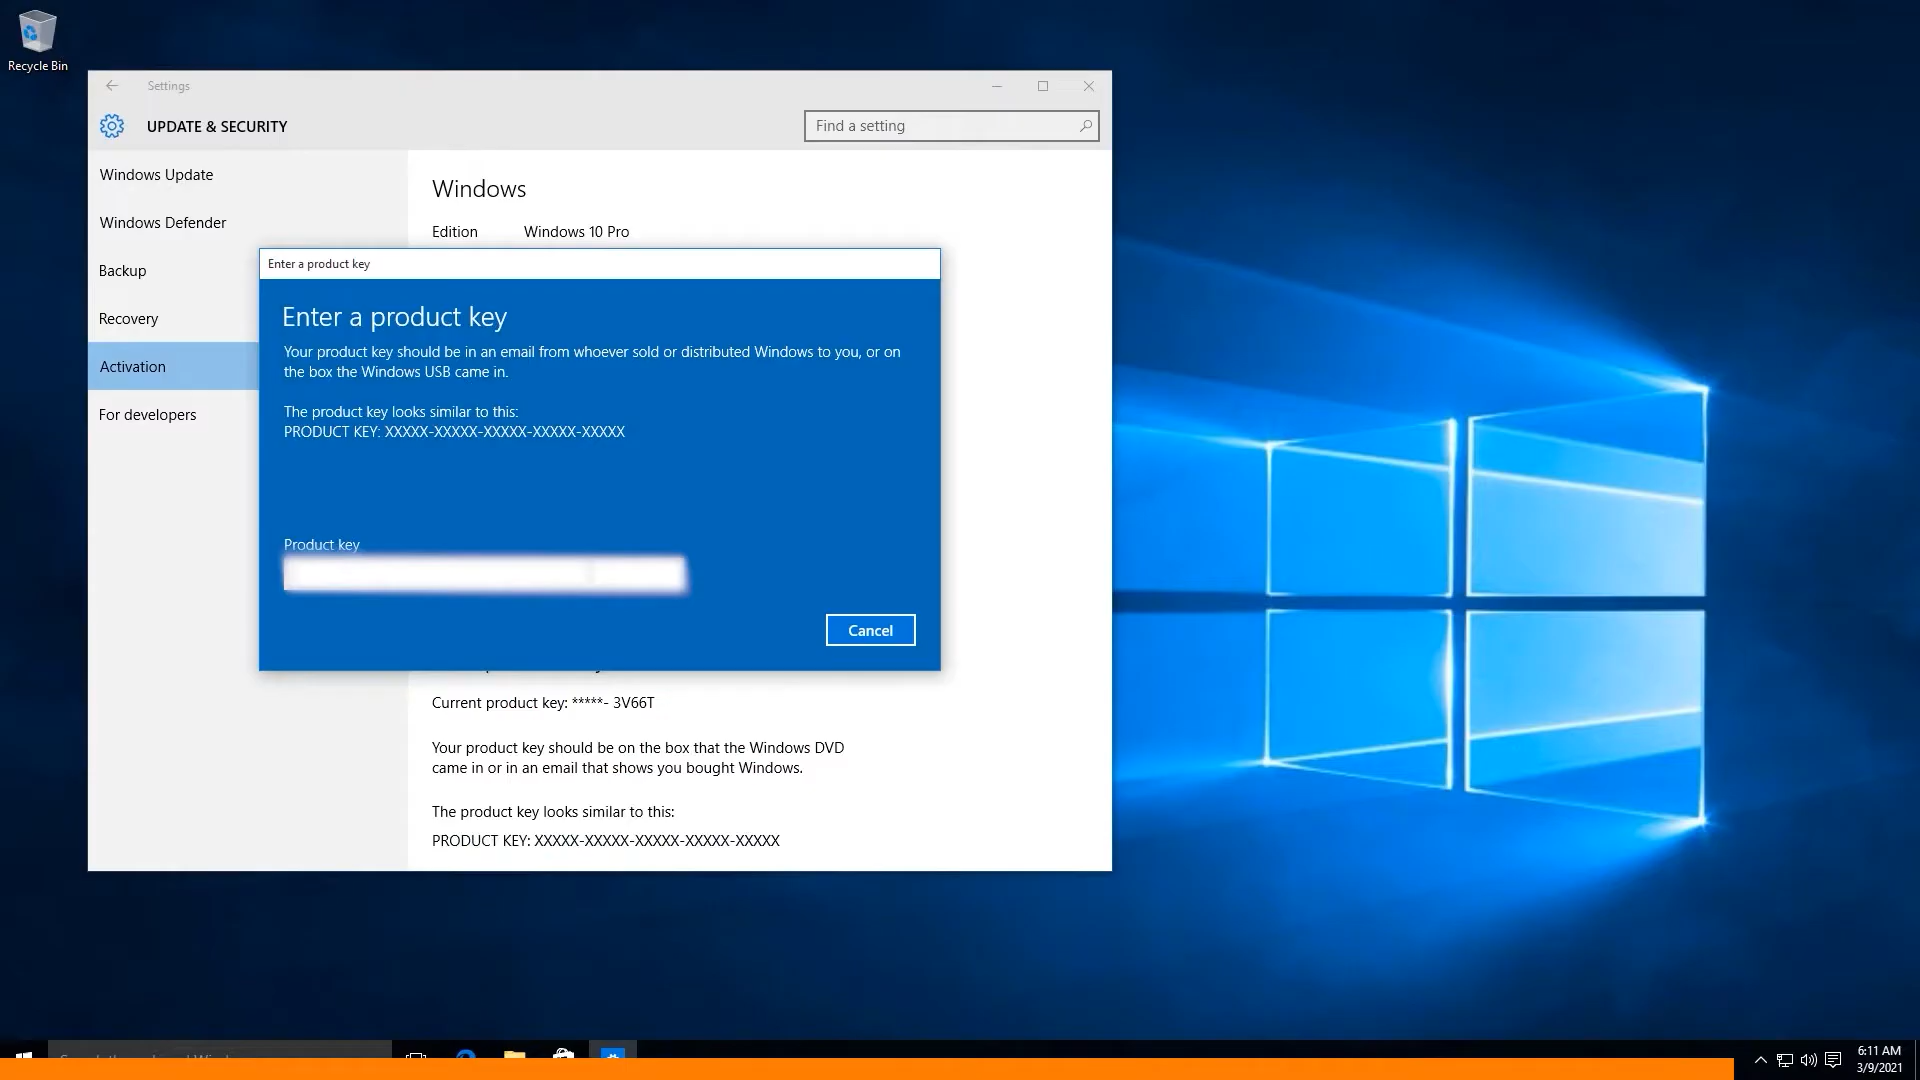 Recycle Bin
Settings
UPDATE & SECURITY
Find a setting
Windows Update
Windows Defender
Backup
Recovery
Activation
For developers
Windows
Edition Windows 10 Pro
Enter a product key
Enter a product key
Your product key should be in an email from whoever sold or distributed Windows to you, or on
the box the Windows USB came in.
The product key looks similar to this:
PRODUCT KEY: XXXXX-XXXXX-XXXXX-XXXXX-XXXXX
Product key
Cancel
Current product key: *****- 3V66T
Your product key should be on the box that the Windows DVD
came in or in an email that shows you bought Windows.
The product key looks similar to this:
PRODUCT KEY: XXXXX-XXXXX-XXXXX-XXXXX-XXXXX
6:11 AM
3/9/2021